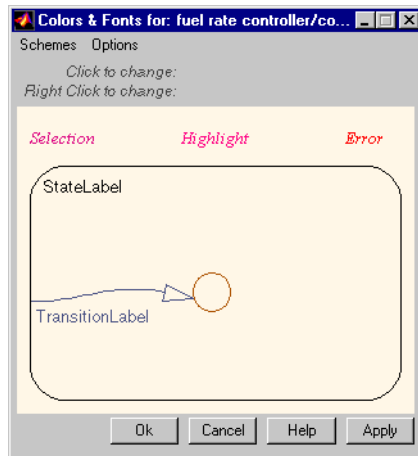 Colors & Fonts for: fuel rate controller/co...
Schemes Options
Click to change:
Right Click to change:
Selection Highlight Error
StateLabel
TransitionLabel
Ok Cancel Help Apply